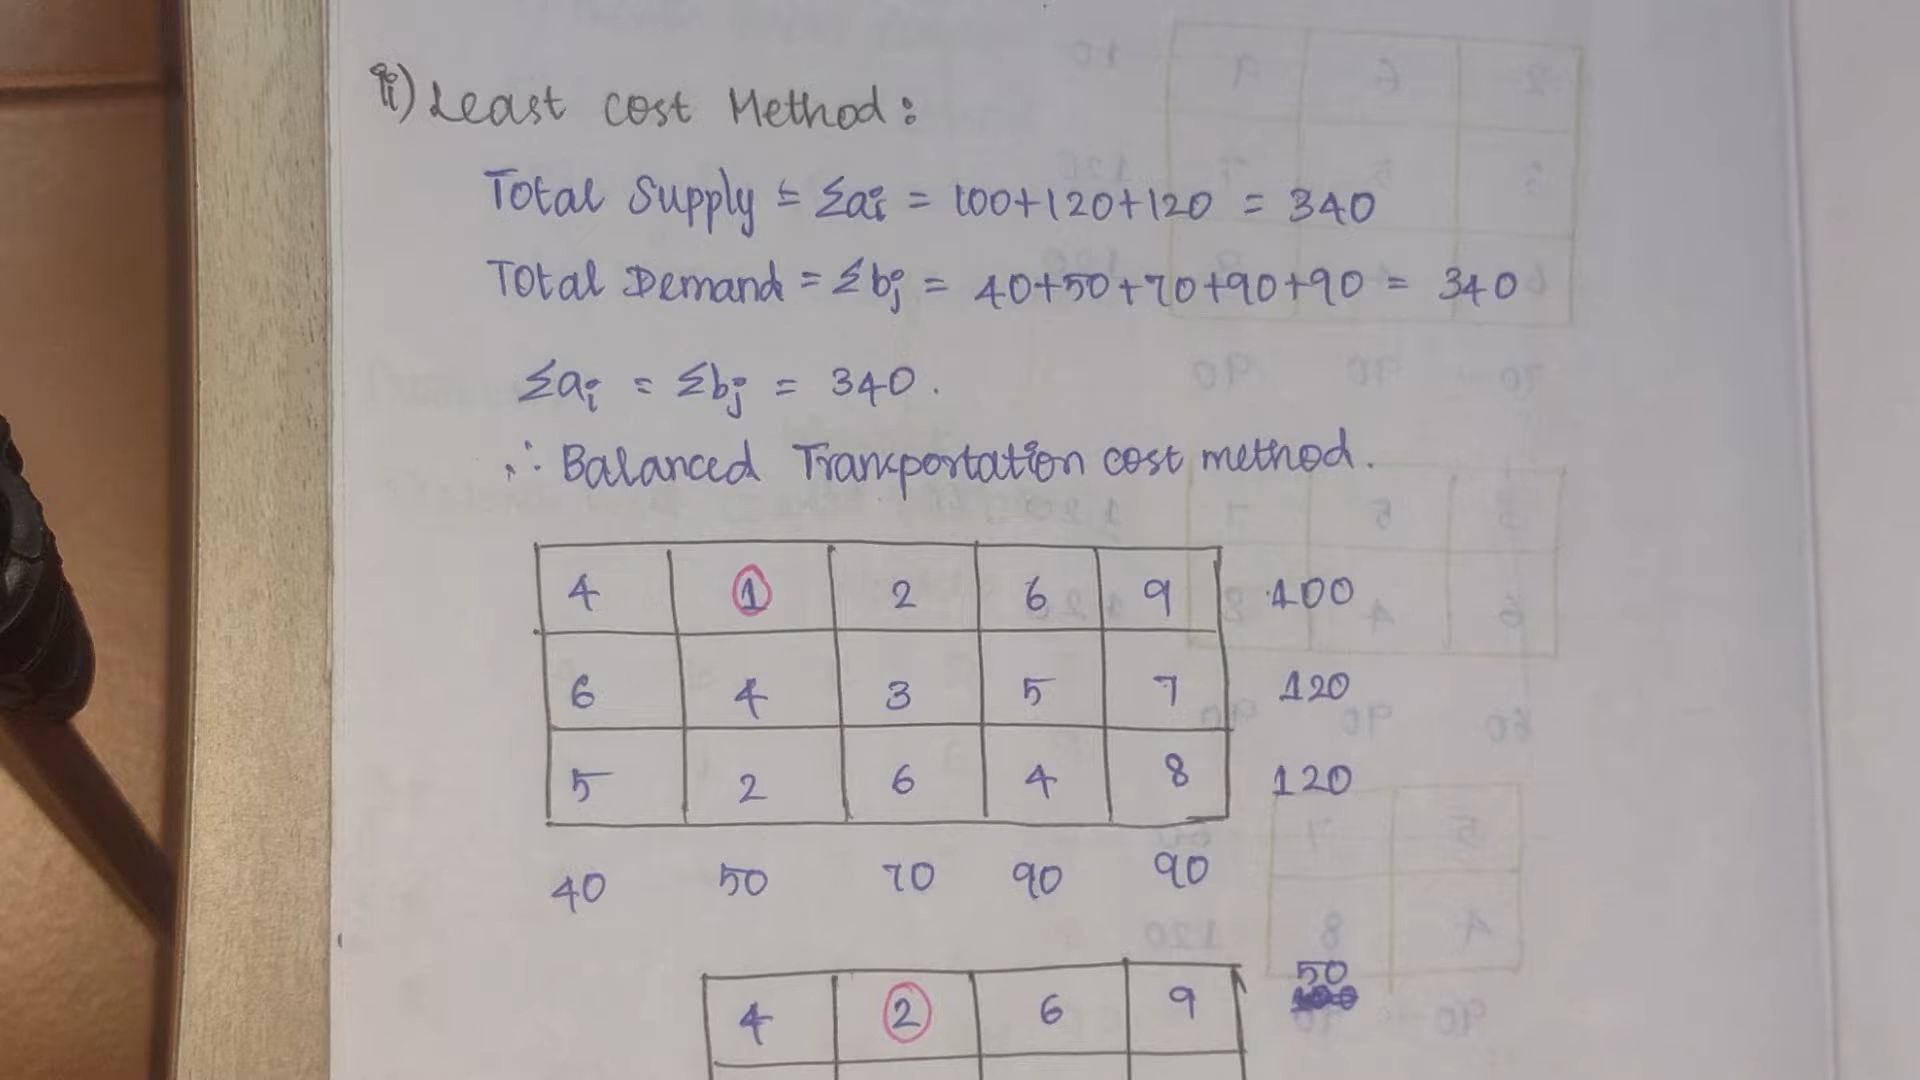 ii) Least cost Method:
Total Supply = Σai = 100+120+120 = 340
Total Demand = Σbj = 40+50+70+90+90 = 340
Σai = Σbj = 340.
∴ Balanced Transportation cost method.
4 1 2 6 9 100
6 4 3 5 7 120
5 2 6 4 8 120
40 50 70 90 90
50
4 2 6 9